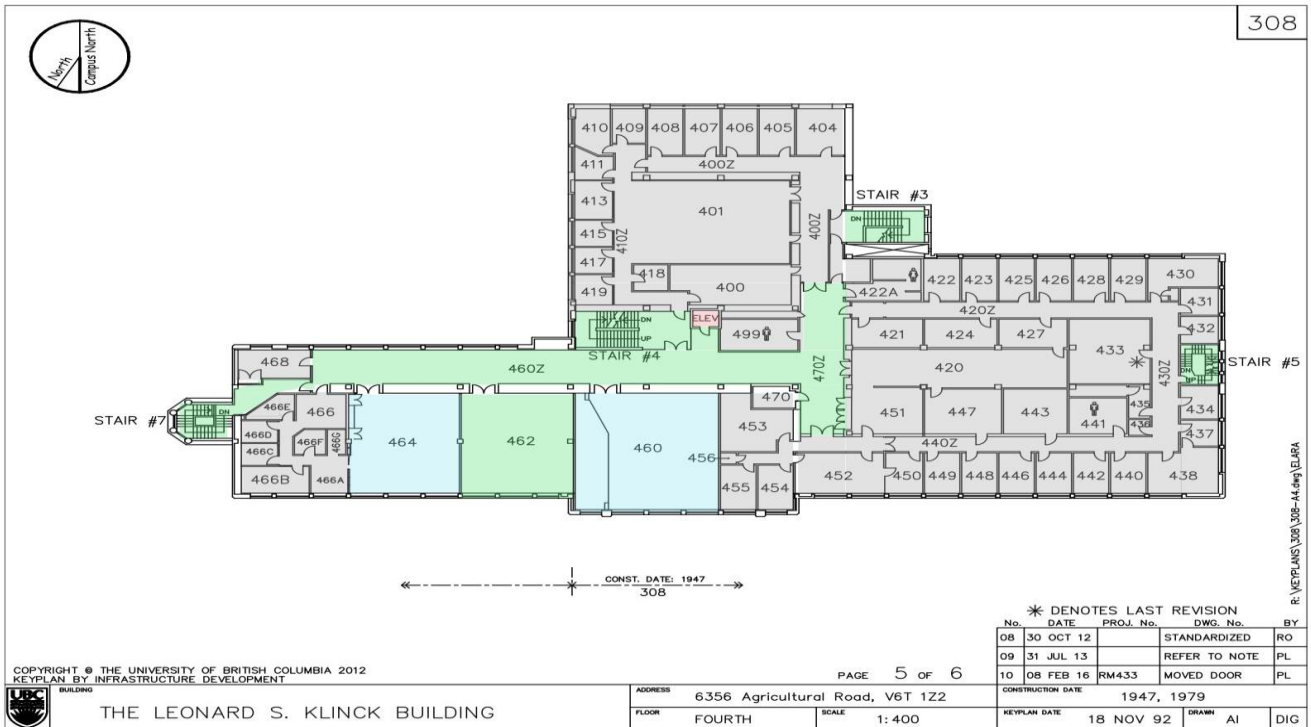 308
North
Campus North
410 409 408 407 406 405 404
411
400Z
413
401
STAIR #3
DN
415
410Z
400Z
417
418
419
400
422A
422 423 425 426 428 429 430
431
420Z
432
ELEV
499
DN
UP
STAIR #4
421 424 427
433
468
460Z
470Z
420
430Z
DN
UP
STAIR #5
STAIR #7
DN
466E
466
470
451 447 443
435
434
441
436
437
466D
466F
466G
466C
464
462
460
453
456
440Z
466B
466A
455 454
452 450 449 448 446 444 442 440 438
CONST. DATE: 1947
308
R:\KEYPLANS\308\308-A4.dwg\ELARA
✳ DENOTES LAST REVISION
No. DATE PROJ. No. DWG. No. BY
08 30 OCT 12 STANDARDIZED RO
09 31 JUL 13 REFER TO NOTE PL
10 08 FEB 16 RM433 MOVED DOOR PL
COPYRIGHT © THE UNIVERSITY OF BRITISH COLUMBIA 2012
KEYPLAN BY INFRASTRUCTURE DEVELOPMENT
PAGE 5 OF 6
UBC
BUILDING
THE LEONARD S. KLINCK BUILDING
ADDRESS
6356 Agricultural Road, V6T 1Z2
FLOOR
FOURTH
SCALE
1:400
CONSTRUCTION DATE
1947, 1979
KEYPLAN DATE
18 NOV 92
DRAWN
AI
DIG